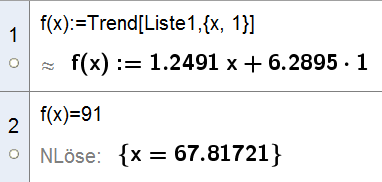 1
f(x):=Trend[Liste1,{x, 1}]
≈ f(x) := 1.2491 x + 6.2895 · 1
2
f(x)=91
NLöse: {x = 67.81721}